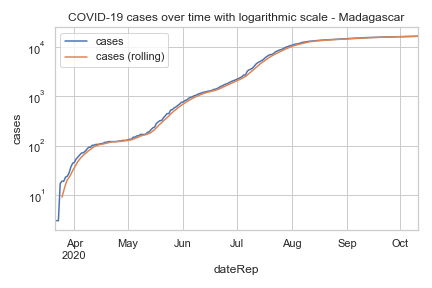 COVID-19 cases over time with logarithmic scale - Madagascar
cases
cases (rolling)
10⁴
10³
10²
10¹
cases
Apr May Jun Jul Aug Sep Oct
2020
dateRep